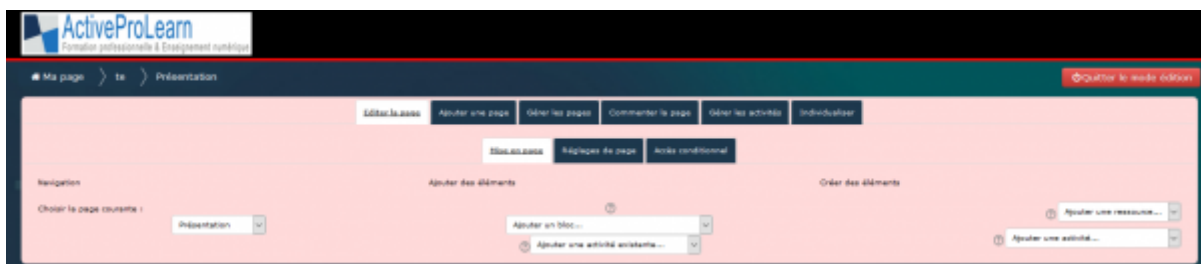 ActiveProLearn
Formation professionnelle & Enseignement numérique
Ma page te Présentation
Quitter le mode édition
Editer la page Ajouter une page Gérer les pages Commenter la page Gérer les activités Individualiser
Mise en page Réglages de page Accès conditionnel
Navigation Ajouter des éléments Créer des éléments
Choisir la page courante :
Présentation
Ajouter un bloc...
Ajouter une activité existante...
Ajouter une ressource...
Ajouter une activité...